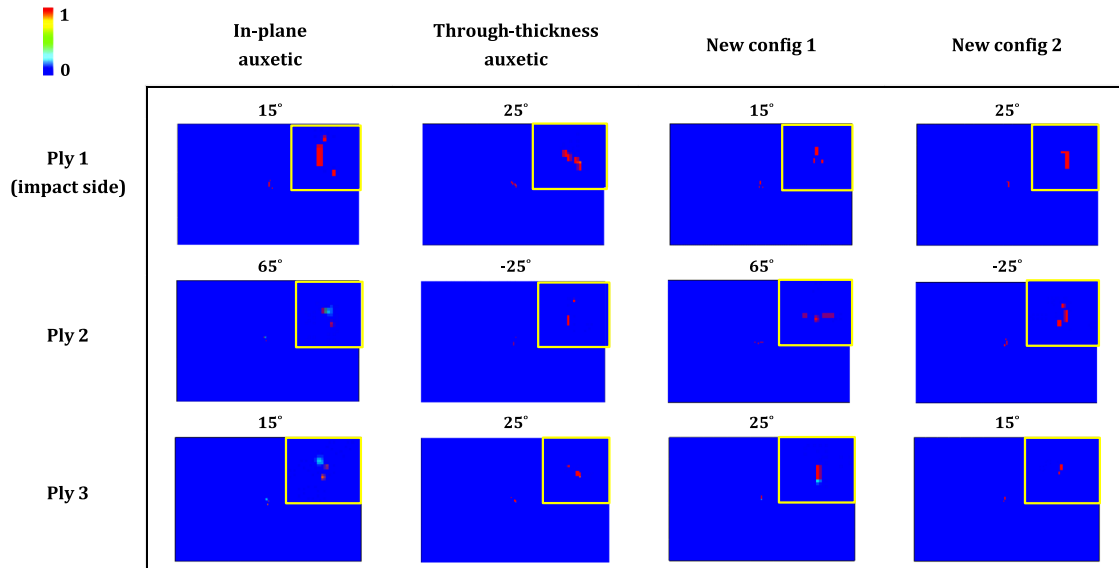 1
0
In-plane
auxetic
Through-thickness
auxetic
New config 1
New config 2
15°
25°
15°
25°
Ply 1
(impact side)
65°
-25°
65°
-25°
Ply 2
15°
25°
25°
15°
Ply 3